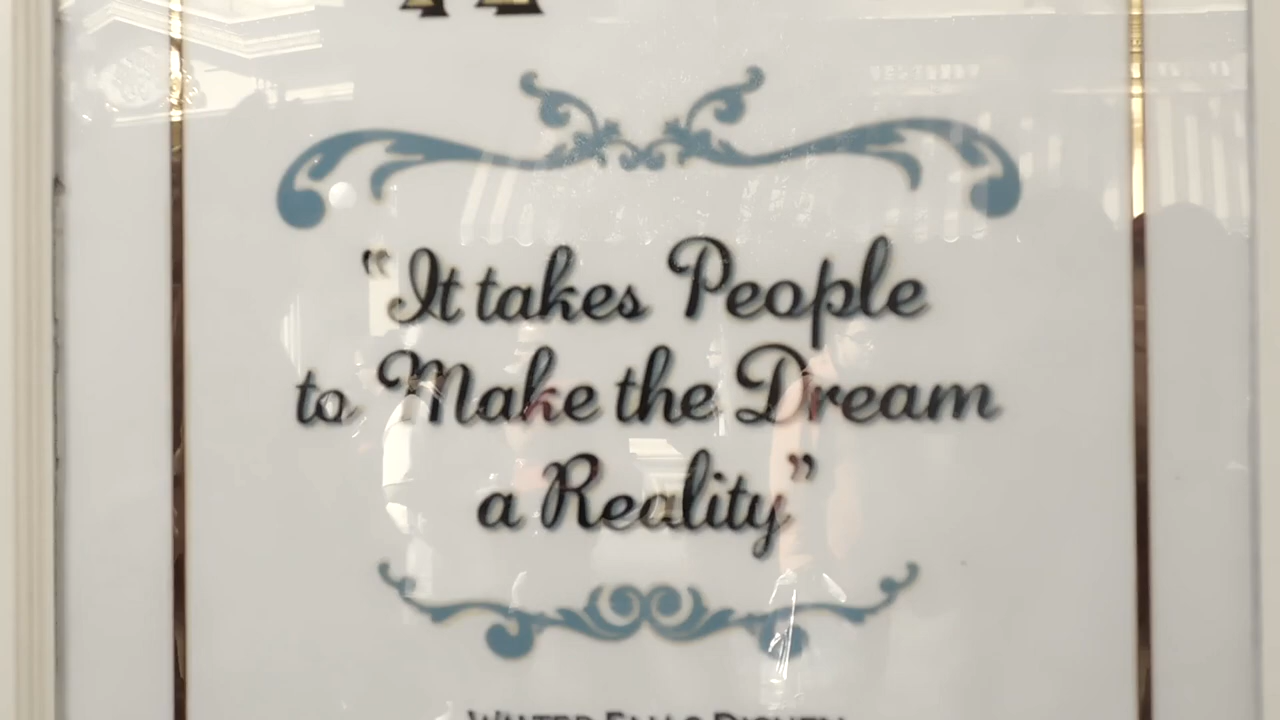 “It takes People
to Make the Dream
a Reality”